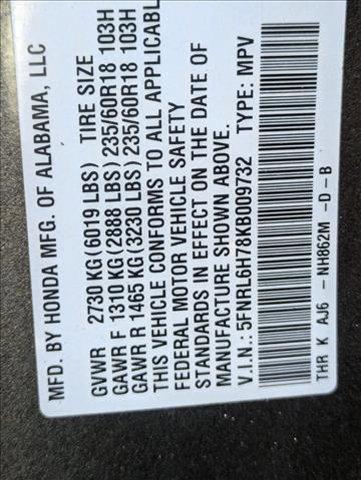 MFD. BY HONDA MFG. OF ALABAMA, LLC
GVWR 2730 KG(6019 LBS) TIRE SIZE
GAWR F 1310 KG(2888 LBS) 235/60R18 103H
GAWR R 1465 KG(3230 LBS) 235/60R18 103H
THIS VEHICLE CONFORMS TO ALL APPLICABL
FEDERAL MOTOR VEHICLE SAFETY
STANDARDS IN EFFECT ON THE DATE OF
MANUFACTURE SHOWN ABOVE.
V.I.N.: 5FNRL6H78KB009732 TYPE: MPV
THR K AJ6 - NH862M -D-B